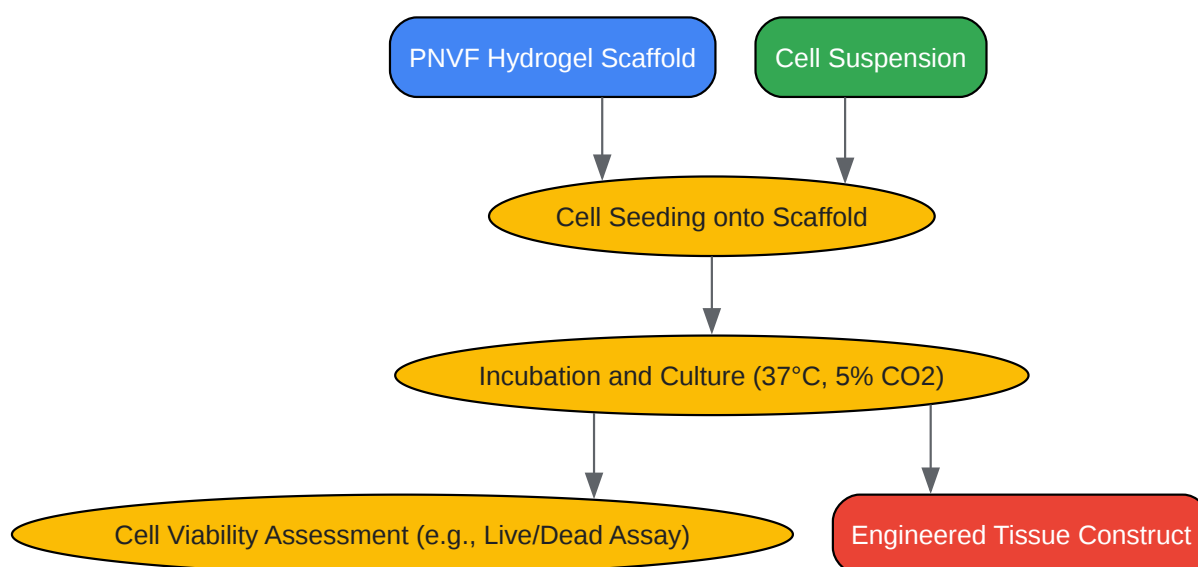 PNVF Hydrogel Scaffold
Cell Suspension
Cell Seeding onto Scaffold
Incubation and Culture (37°C, 5% CO2)
Cell Viability Assessment (e.g., Live/Dead Assay)
Engineered Tissue Construct